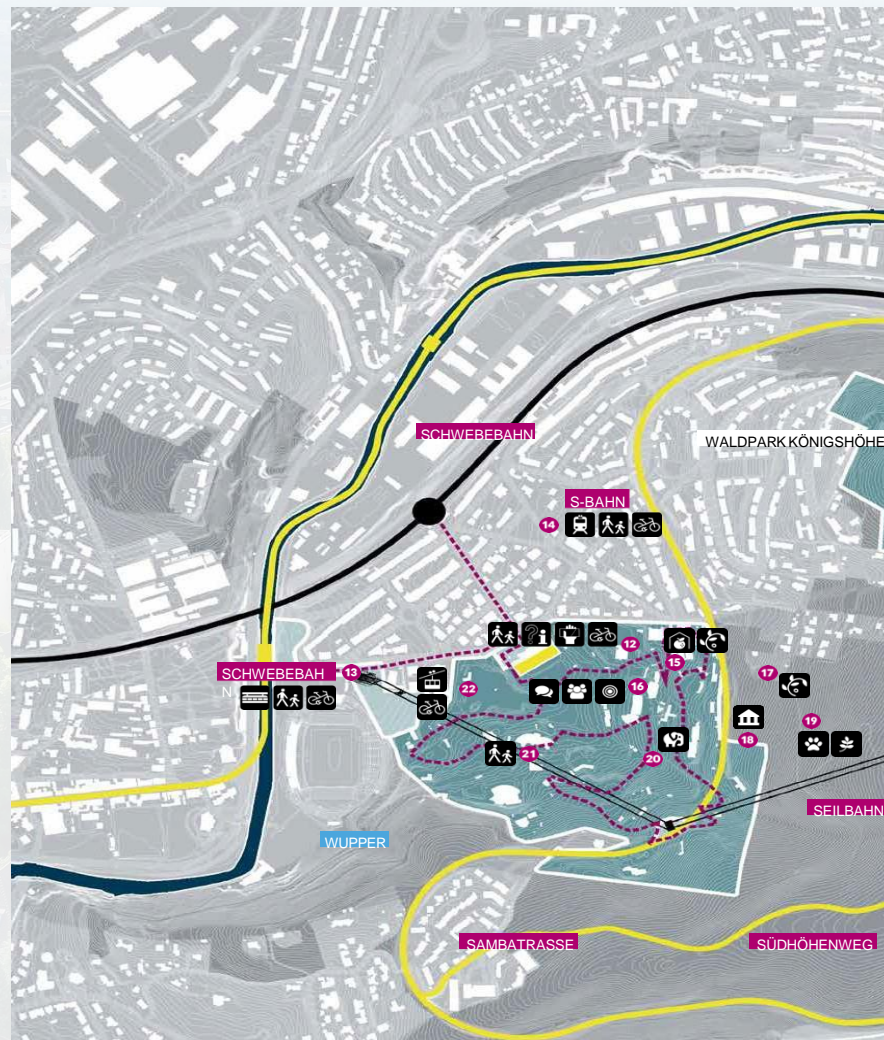 SCHWEBEBAHN
WALDPARK KÖNIGSHÖHE
S-BAHN
14
12
15
SCHWEBEBAH
N
13
17
22
16
19
18
21
20
SEILBAHN
WUPPER
SAMBATRASSE
SÜDHÖHENWEG